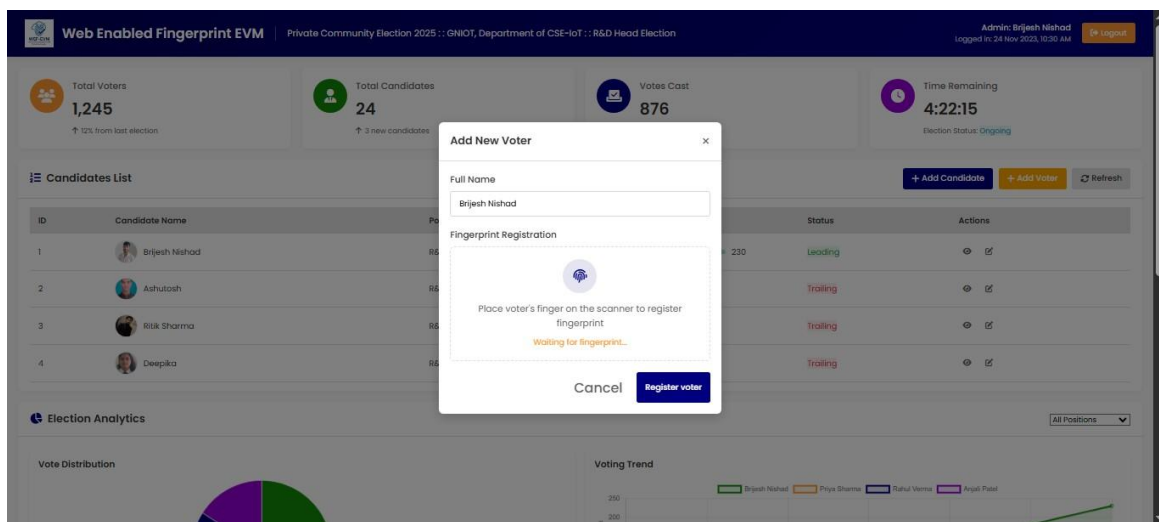 Web Enabled Fingerprint EVM
Private Community Election 2025 :: GNIOT, Department of CSE-IoT :: R&D Head Election
Admin: Brijesh Nishad
Logged in: 24 Nov 2023, 10:30 AM
Logout
Total Voters
1,245
↑ 12% from last election
Total Candidates
24
↑ 3 new candidates
Votes Cast
876
Time Remaining
4:22:15
Election Status: Ongoing
Add New Voter ×
Full Name
Brijesh Nishad
Fingerprint Registration
Place voter's finger on the scanner to register
fingerprint
Waiting for fingerprint...
Cancel Register voter
Candidates List
+ Add Candidate + Add Voter Refresh
ID Candidate Name Po Status Actions
1 Brijesh Nishad R& 230 Leading
2 Ashutosh R& Trailing
3 Ritik Sharma R& Trailing
4 Deepika R& Trailing
Election Analytics
All Positions
Vote Distribution
Voting Trend
Brijesh Nishad Priya Sharma Rahul Verma Anjali Patel
250
200